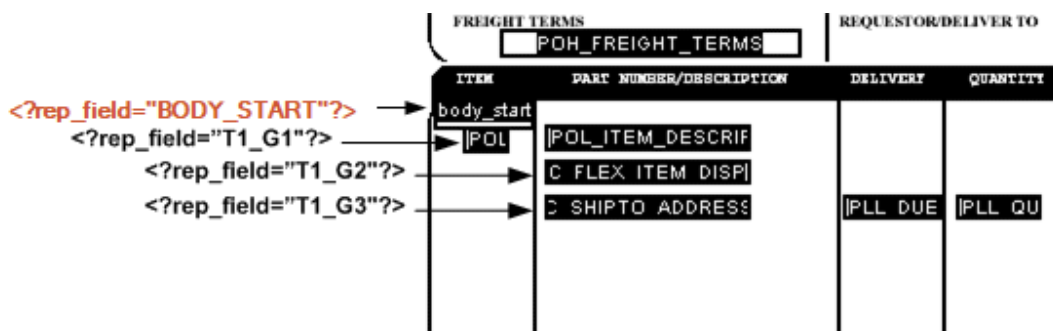 FREIGHT TERMS REQUESTOR/DELIVER TO
POH_FREIGHT_TERMS
ITEM PART NUMBER/DESCRIPTION DELIVERY QUANTITY
<?rep_field="BODY_START"?> body_start
<?rep_field="T1_G1"?> POL POL_ITEM_DESCRIF
<?rep_field="T1_G2"?> C FLEX ITEM DISP
<?rep_field="T1_G3"?> C SHIPTO ADDRESS PLL DUE PLL QU